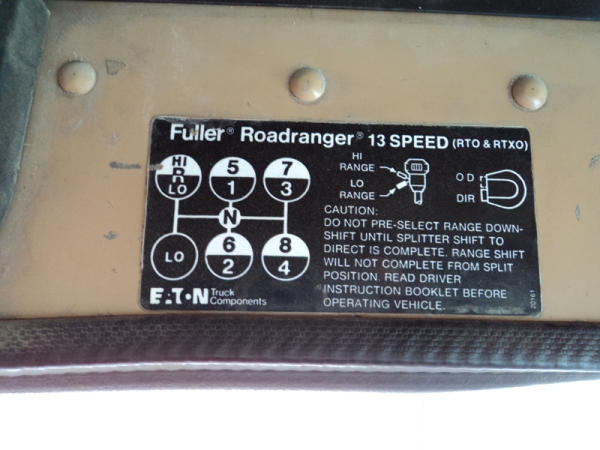 Fuller® Roadranger® 13 SPEED (RTO & RTXO)
HI
R
LO
5
1
7
3
N
LO
6
2
8
4
HI
RANGE
LO
RANGE
O D
DIR
CAUTION:
DO NOT PRE-SELECT RANGE DOWN-
SHIFT UNTIL SPLITTER SHIFT TO
DIRECT IS COMPLETE. RANGE SHIFT
WILL NOT COMPLETE FROM SPLIT
POSITION. READ DRIVER
INSTRUCTION BOOKLET BEFORE
OPERATING VEHICLE.
EATON Truck
Components
20161